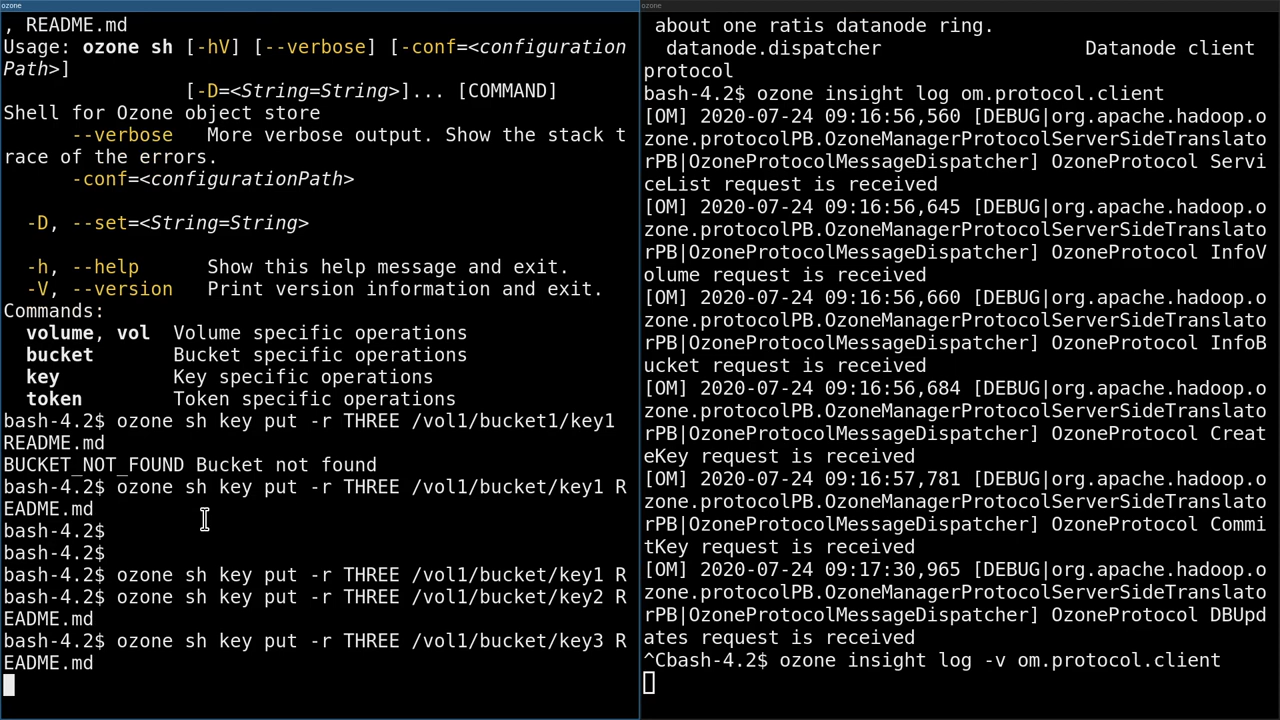 ozone
, README.md
Usage: ozone sh [-hV] [--verbose] [-conf=<configuration
Path>]
[-D=<String=String>]... [COMMAND]
Shell for Ozone object store
--verbose   More verbose output. Show the stack t
race of the errors.
-conf=<configurationPath>
-D, --set=<String=String>
-h, --help      Show this help message and exit.
-V, --version   Print version information and exit.
Commands:
volume, vol  Volume specific operations
bucket       Bucket specific operations
key          Key specific operations
token        Token specific operations
bash-4.2$ ozone sh key put -r THREE /vol1/bucket1/key1
README.md
BUCKET_NOT_FOUND Bucket not found
bash-4.2$ ozone sh key put -r THREE /vol1/bucket/key1 R
EADME.md
bash-4.2$
bash-4.2$
bash-4.2$ ozone sh key put -r THREE /vol1/bucket/key1 R
bash-4.2$ ozone sh key put -r THREE /vol1/bucket/key2 R
EADME.md
bash-4.2$ ozone sh key put -r THREE /vol1/bucket/key3 R
EADME.md
ozone
about one ratis datanode ring.
datanode.dispatcher                  Datanode client
protocol
bash-4.2$ ozone insight log om.protocol.client
[OM] 2020-07-24 09:16:56,560 [DEBUG|org.apache.hadoop.o
zone.protocolPB.OzoneManagerProtocolServerSideTranslato
rPB|OzoneProtocolMessageDispatcher] OzoneProtocol Servi
ceList request is received
[OM] 2020-07-24 09:16:56,645 [DEBUG|org.apache.hadoop.o
zone.protocolPB.OzoneManagerProtocolServerSideTranslato
rPB|OzoneProtocolMessageDispatcher] OzoneProtocol InfoV
olume request is received
[OM] 2020-07-24 09:16:56,660 [DEBUG|org.apache.hadoop.o
zone.protocolPB.OzoneManagerProtocolServerSideTranslato
rPB|OzoneProtocolMessageDispatcher] OzoneProtocol InfoB
ucket request is received
[OM] 2020-07-24 09:16:56,684 [DEBUG|org.apache.hadoop.o
zone.protocolPB.OzoneManagerProtocolServerSideTranslato
rPB|OzoneProtocolMessageDispatcher] OzoneProtocol Creat
eKey request is received
[OM] 2020-07-24 09:16:57,781 [DEBUG|org.apache.hadoop.o
zone.protocolPB.OzoneManagerProtocolServerSideTranslato
rPB|OzoneProtocolMessageDispatcher] OzoneProtocol Commi
tKey request is received
[OM] 2020-07-24 09:17:30,965 [DEBUG|org.apache.hadoop.o
zone.protocolPB.OzoneManagerProtocolServerSideTranslato
rPB|OzoneProtocolMessageDispatcher] OzoneProtocol DBUpd
ates request is received
^Cbash-4.2$ ozone insight log -v om.protocol.client